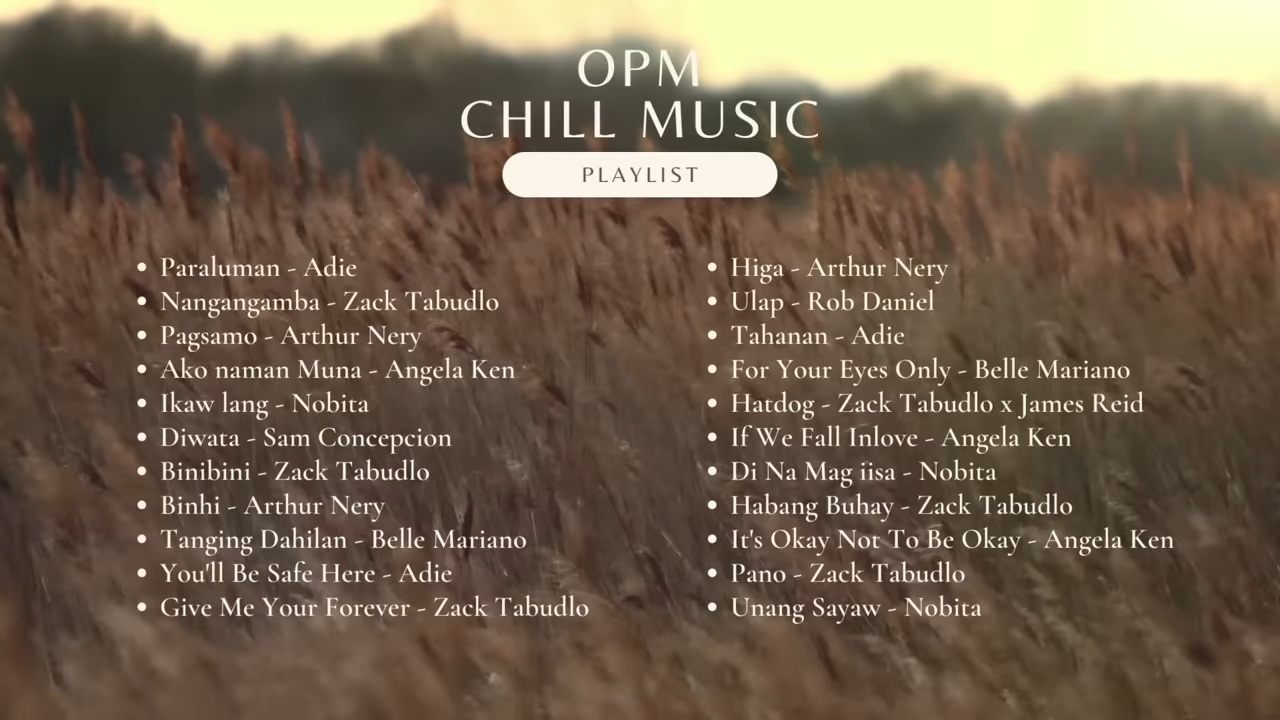 OPM
CHILL MUSIC
PLAYLIST
• Paraluman - Adie
• Nangangamba - Zack Tabudlo
• Pagsamo - Arthur Nery
• Ako naman Muna - Angela Ken
• Ikaw lang - Nobita
• Diwata - Sam Concepcion
• Binibini - Zack Tabudlo
• Binhi - Arthur Nery
• Tanging Dahilan - Belle Mariano
• You'll Be Safe Here - Adie
• Give Me Your Forever - Zack Tabudlo
• Higa - Arthur Nery
• Ulap - Rob Daniel
• Tahanan - Adie
• For Your Eyes Only - Belle Mariano
• Hatdog - Zack Tabudlo x James Reid
• If We Fall Inlove - Angela Ken
• Di Na Mag iisa - Nobita
• Habang Buhay - Zack Tabudlo
• It's Okay Not To Be Okay - Angela Ken
• Pano - Zack Tabudlo
• Unang Sayaw - Nobita